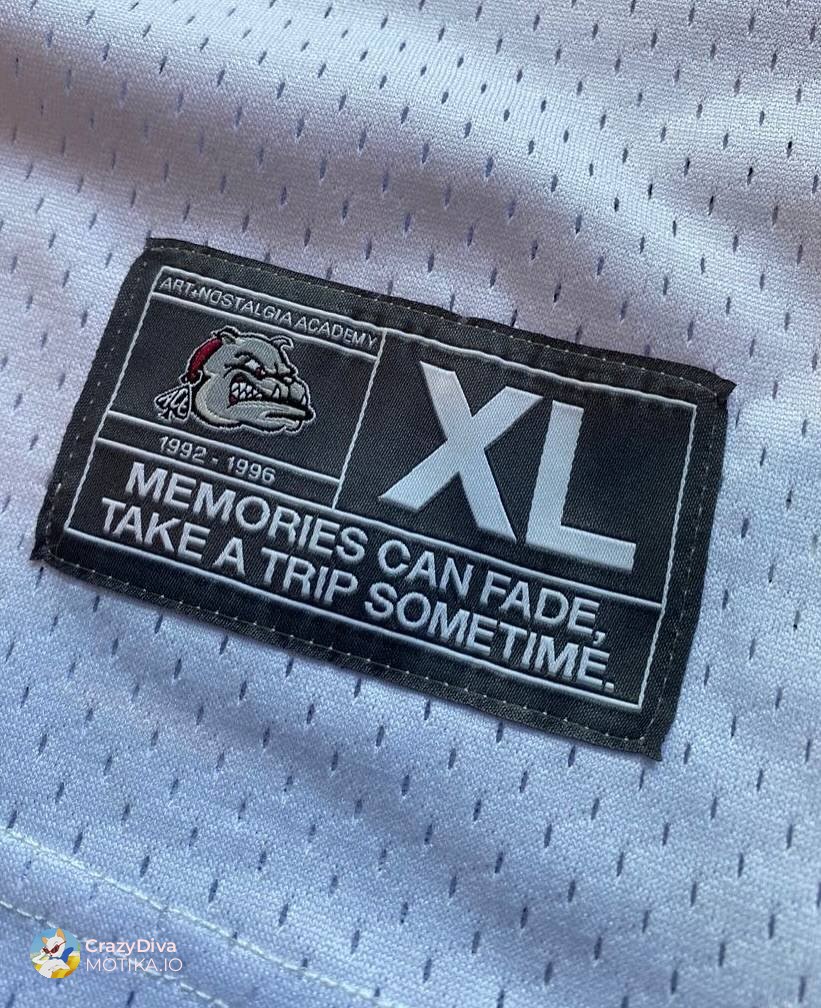 ART+NOSTALGIA ACADEMY
XL
1992 - 1996
MEMORIES CAN FADE,
TAKE A TRIP SOMETIME.
CrazyDiva
MOTIKA.IO